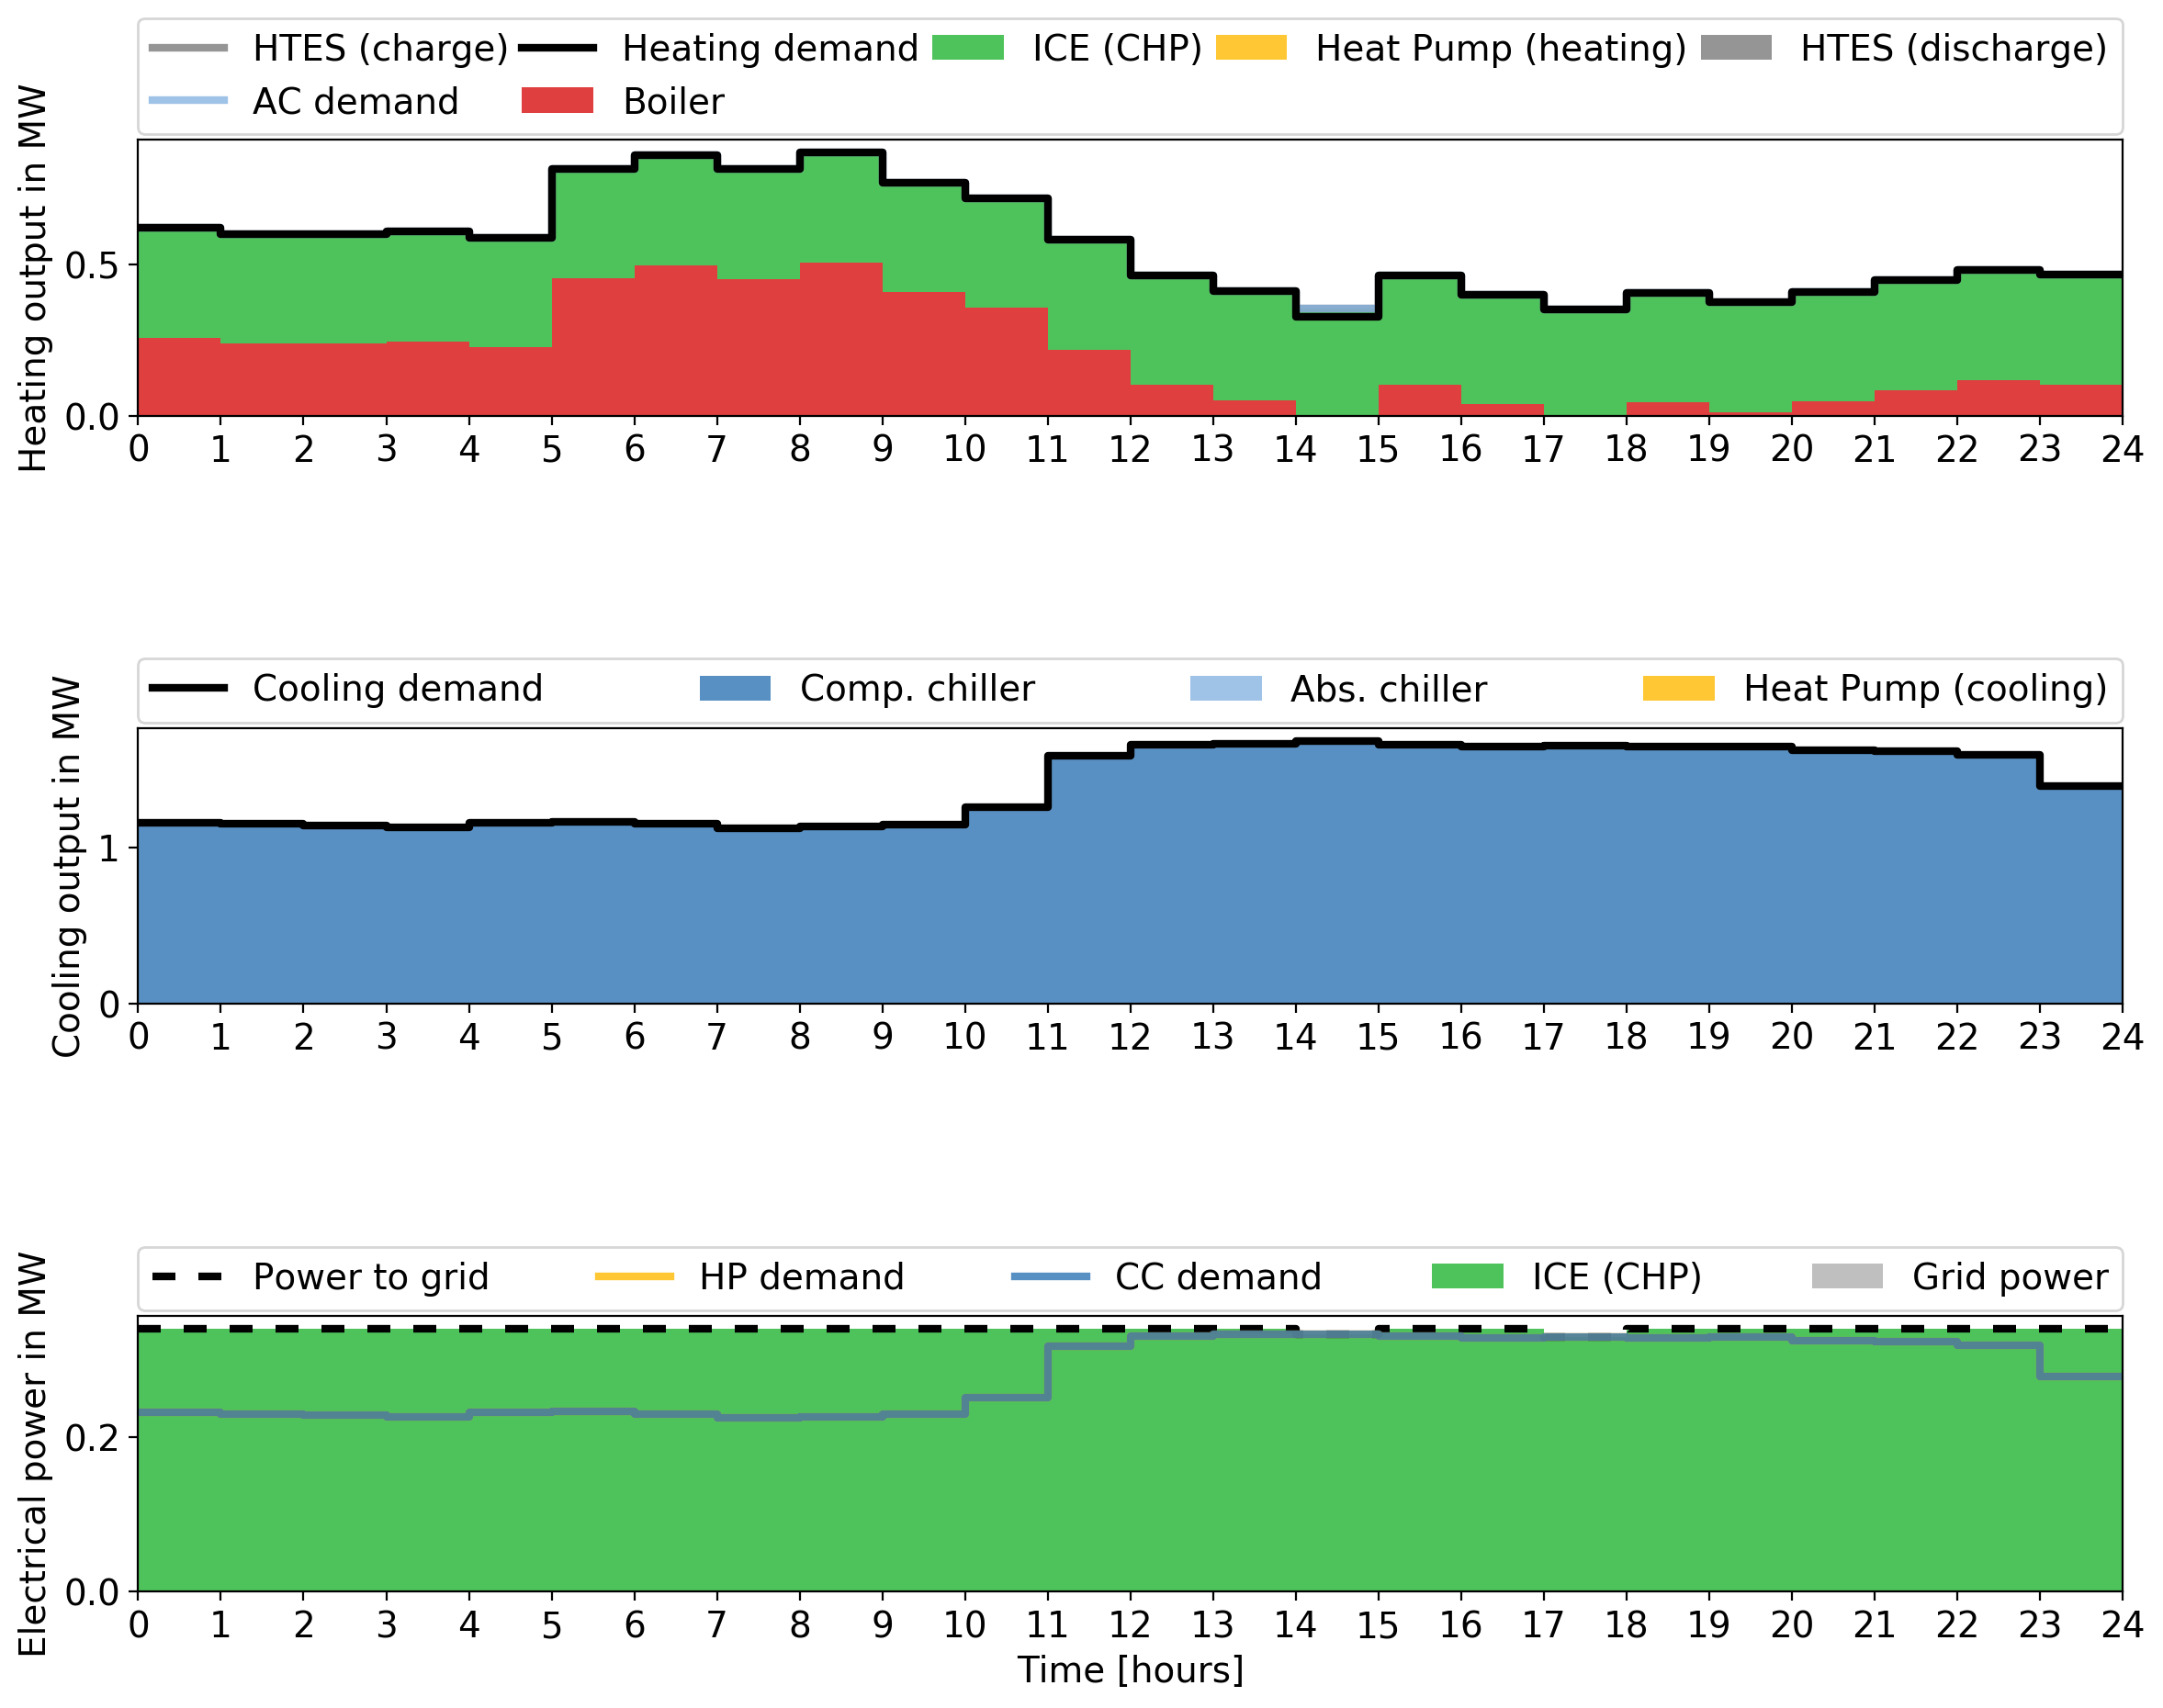 HTES (charge) Heating demand ICE (CHP) Heat Pump (heating) HTES (discharge)
AC demand Boiler
Heating output in MW
0.5
0.0
0 1 2 3 4 5 6 7 8 9 10 11 12 13 14 15 16 17 18 19 20 21 22 23 24
Cooling demand Comp. chiller Abs. chiller Heat Pump (cooling)
Cooling output in MW
1
0
0 1 2 3 4 5 6 7 8 9 10 11 12 13 14 15 16 17 18 19 20 21 22 23 24
Power to grid HP demand CC demand ICE (CHP) Grid power
Electrical power in MW
0.2
0.0
0 1 2 3 4 5 6 7 8 9 10 11 12 13 14 15 16 17 18 19 20 21 22 23 24
Time [hours]